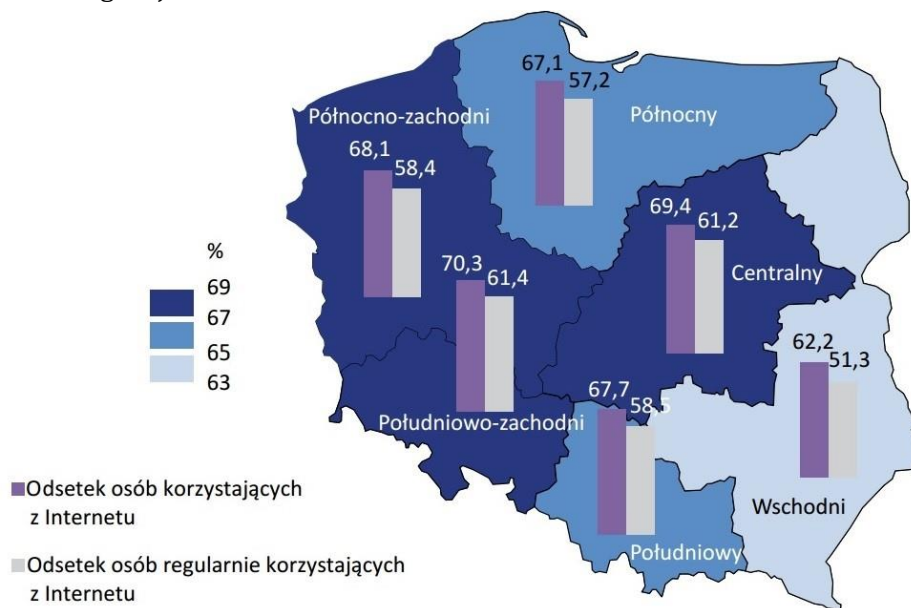 67,1
57,2
Północno-zachodni
Północny
68,1
58,4
69,4
61,2
%
69
67
65
63
70,3
61,4
Centralny
62,2
51,3
67,7
58,5
Południowo-zachodni
Odsetek osób korzystających
z Internetu
Wschodni
Południowy
Odsetek osób regularnie korzystających
z Internetu